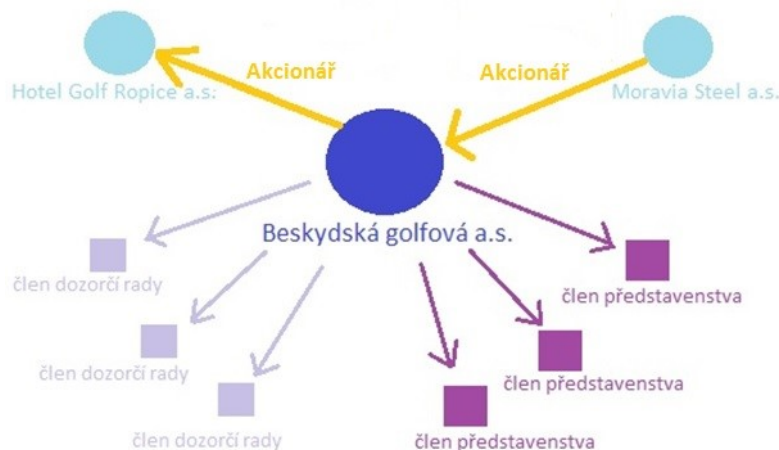 Akcionář
Akcionář
Hotel Golf Ropice a.s.
Moravia Steel a.s.
Beskydská golfová a.s.
člen dozorčí rady
člen představenstva
člen dozorčí rady
člen představenstva
člen dozorčí rady
člen představenstva